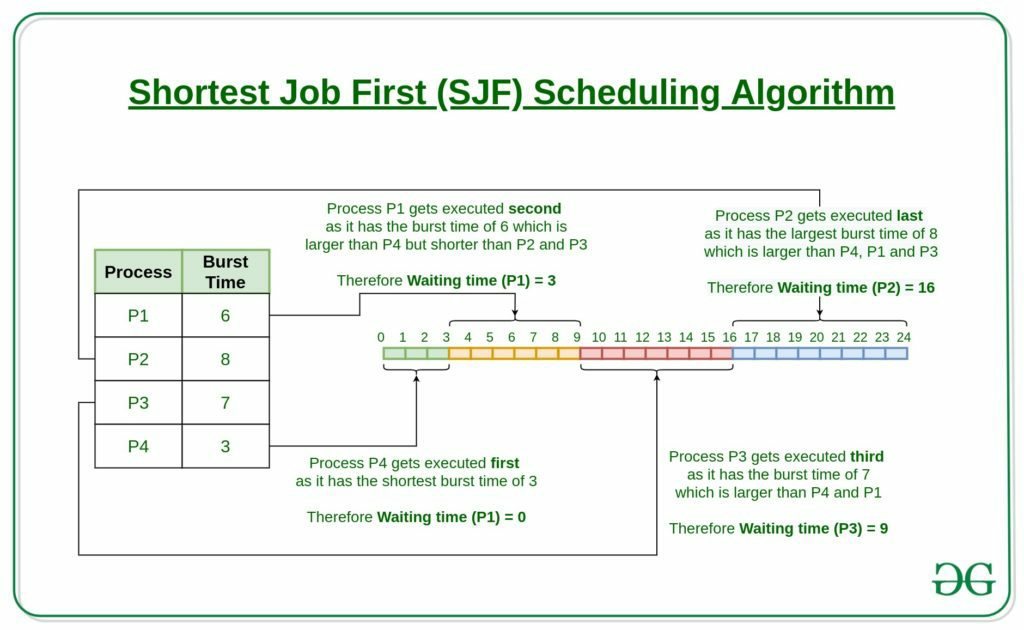 Shortest Job First (SJF) Scheduling Algorithm
Process P1 gets executed second
as it has the burst time of 6 which is
larger than P4 but shorter than P2 and P3
Therefore Waiting time (P1) = 3
Process P2 gets executed last
as it has the largest burst time of 8
which is larger than P4, P1 and P3
Therefore Waiting time (P2) = 16
Process Burst Time
P1 6
P2 8
P3 7
P4 3
0 1 2 3 4 5 6 7 8 9 10 11 12 13 14 15 16 17 18 19 20 21 22 23 24
Process P4 gets executed first
as it has the shortest burst time of 3
Therefore Waiting time (P1) = 0
Process P3 gets executed third
as it has the burst time of 7
which is larger than P4 and P1
Therefore Waiting time (P3) = 9